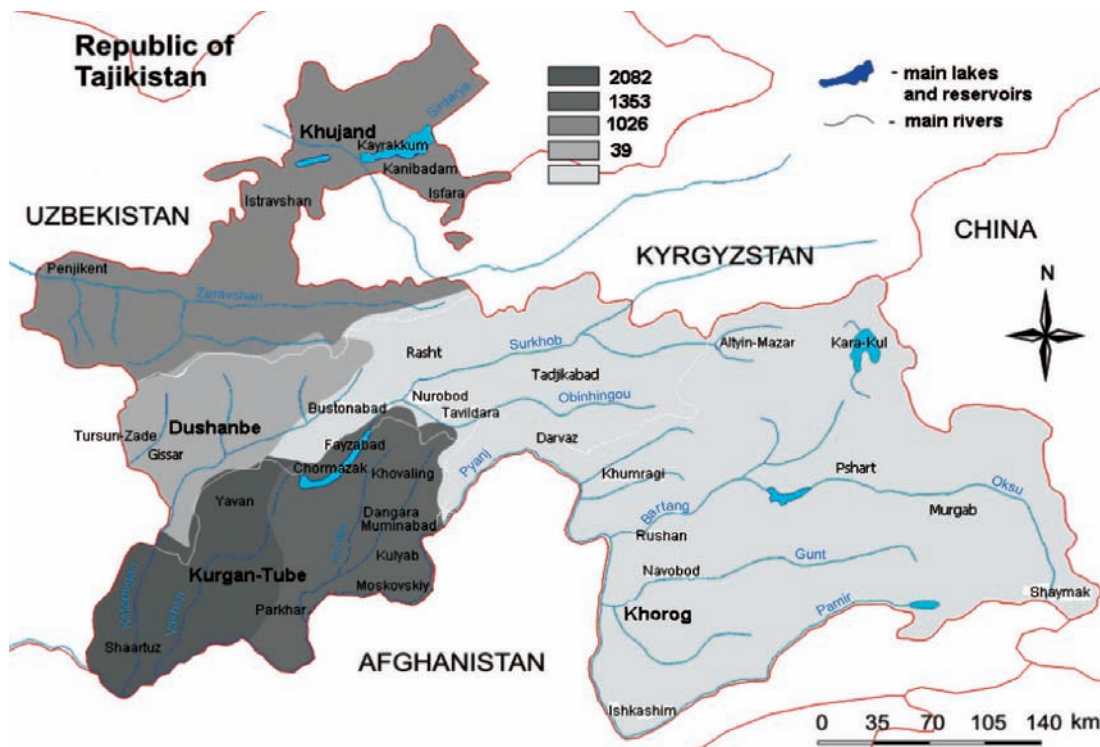 Republic of
Tajikistan
2082
1353
1026
39
- main lakes
and reservoirs
- main rivers
Sirdarya
Khujand
Kayrakkum
Kanibadam
Isfara
Istravshan
UZBEKISTAN
CHINA
KYRGYZSTAN
N
Penjikent
Zeravshan
Rasht
Surkhob
Altyin-Mazar
Kara-Kul
Tadjikabad
Nurobod
Obinhingou
Bustonabad
Tavildara
Dushanbe
Tursun-Zade
Gissar
Fayzabad
Darvaz
Chormazak
Khovaling
Pyanj
Khumragi
Pshart
Yavan
Oksu
Dangara
Bartang
Murgab
Muminabad
Rushan
Kulyab
Gunt
Kurgan-Tube
Navobod
Moskovskiy
Shaymak
Parkhar
Pamir
Khorog
Vakhsh
Shaartuz
AFGHANISTAN
Ishkashim
0 35 70 105 140 km